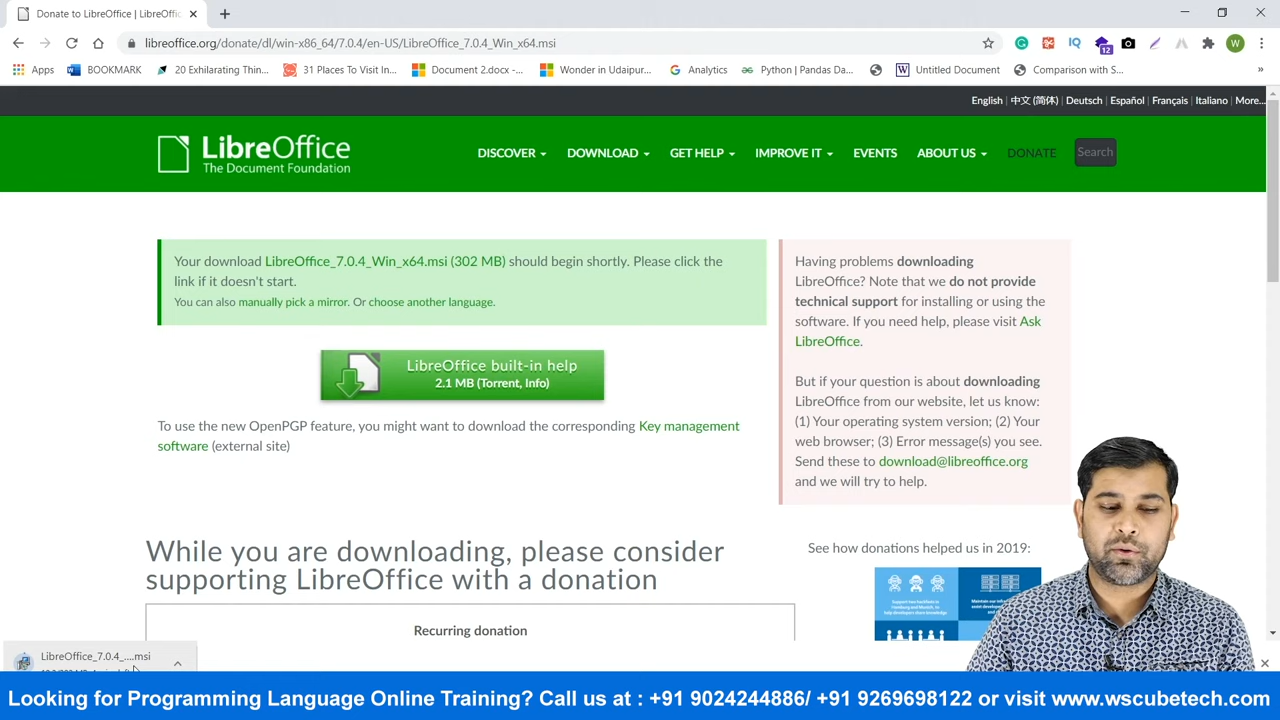 Donate to LibreOffice | LibreOffic
libreoffice.org/donate/dl/win-x86_64/7.0.4/en-US/LibreOffice_7.0.4_Win_x64.msi
12
W
Apps BOOKMARK 20 Exhilarating Thin... 31 Places To Visit In... Document 2.docx -... Wonder in Udaipur... Analytics Python | Pandas Da... Untitled Document Comparison with S... »
English | 中文 (简体) | Deutsch | Español | Français | Italiano | More...
LibreOffice
The Document Foundation
DISCOVER DOWNLOAD GET HELP IMPROVE IT EVENTS ABOUT US DONATE Search
Your download LibreOffice_7.0.4_Win_x64.msi (302 MB) should begin shortly. Please click the
link if it doesn't start.
You can also manually pick a mirror. Or choose another language.
LibreOffice built-in help
2.1 MB (Torrent, Info)
To use the new OpenPGP feature, you might want to download the corresponding Key management
software (external site)
Having problems downloading
LibreOffice? Note that we do not provide
technical support for installing or using the
software. If you need help, please visit Ask
LibreOffice.
But if your question is about downloading
LibreOffice from our website, let us know:
(1) Your operating system version; (2) Your
web browser; (3) Error message(s) you see.
Send these to download@libreoffice.org
and we will try to help.
While you are downloading, please consider
supporting LibreOffice with a donation
Recurring donation
See how donations helped us in 2019:
LibreOffice_7.0.4_....msi
Looking for Programming Language Online Training? Call us at : +91 9024244886/ +91 9269698122 or visit www.wscubetech.com